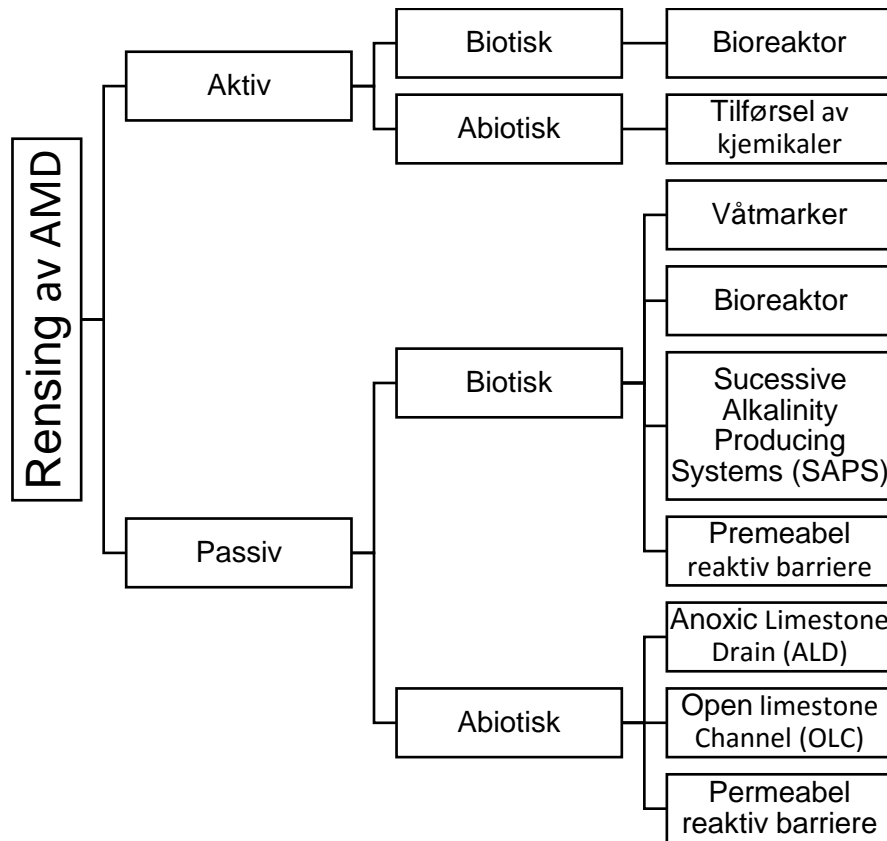 Rensing av AMD
Aktiv
Biotisk
Bioreaktor
Abiotisk
Tilførsel av
kjemikaler
Passiv
Biotisk
Våtmarker
Bioreaktor
Sucessive
Alkalinity
Producing
Systems (SAPS)
Premeabel
reaktiv barriere
Abiotisk
Anoxic Limestone
Drain (ALD)
Open limestone
Channel (OLC)
Permeabel
reaktiv barriere